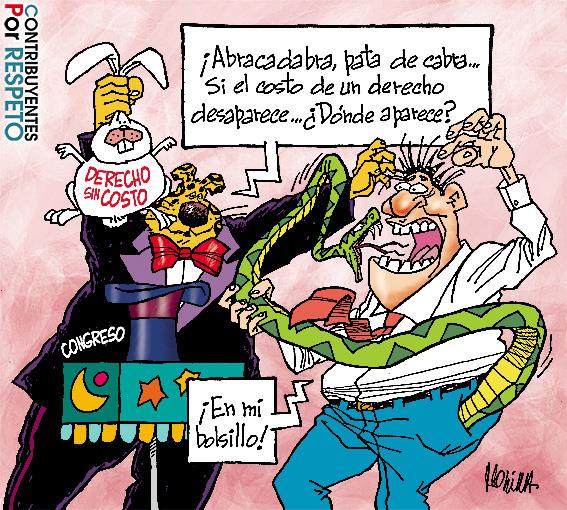 CONTRIBUYENTES
POR RESPETO
¡Abracadabra, pata de cabra...
Si el costo de un derecho
desaparece...¿Dónde aparece?
DERECHO
SIN
COSTO
CONGRESO
¡En mi
bolsillo!